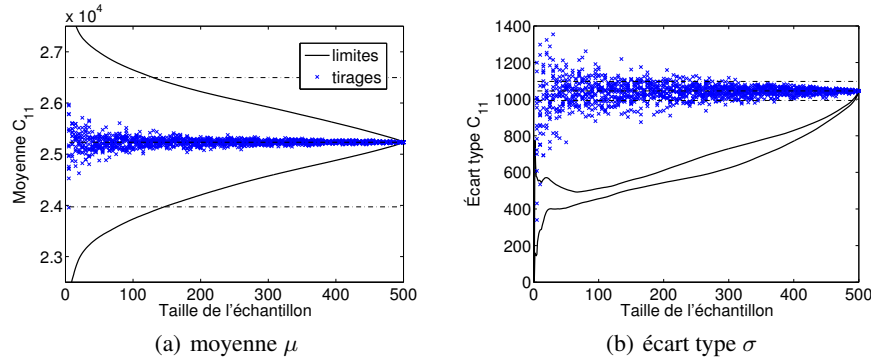 x 10⁴
2.7
2.6
2.5
2.4
2.3
Moyenne C₁₁
0 100 200 300 400 500
Taille de l'échantillon
limites
tirages
(a) moyenne μ
1400
1200
1000
800
600
400
200
0
Écart type C₁₁
0 100 200 300 400 500
Taille de l'échantillon
(b) écart type σ